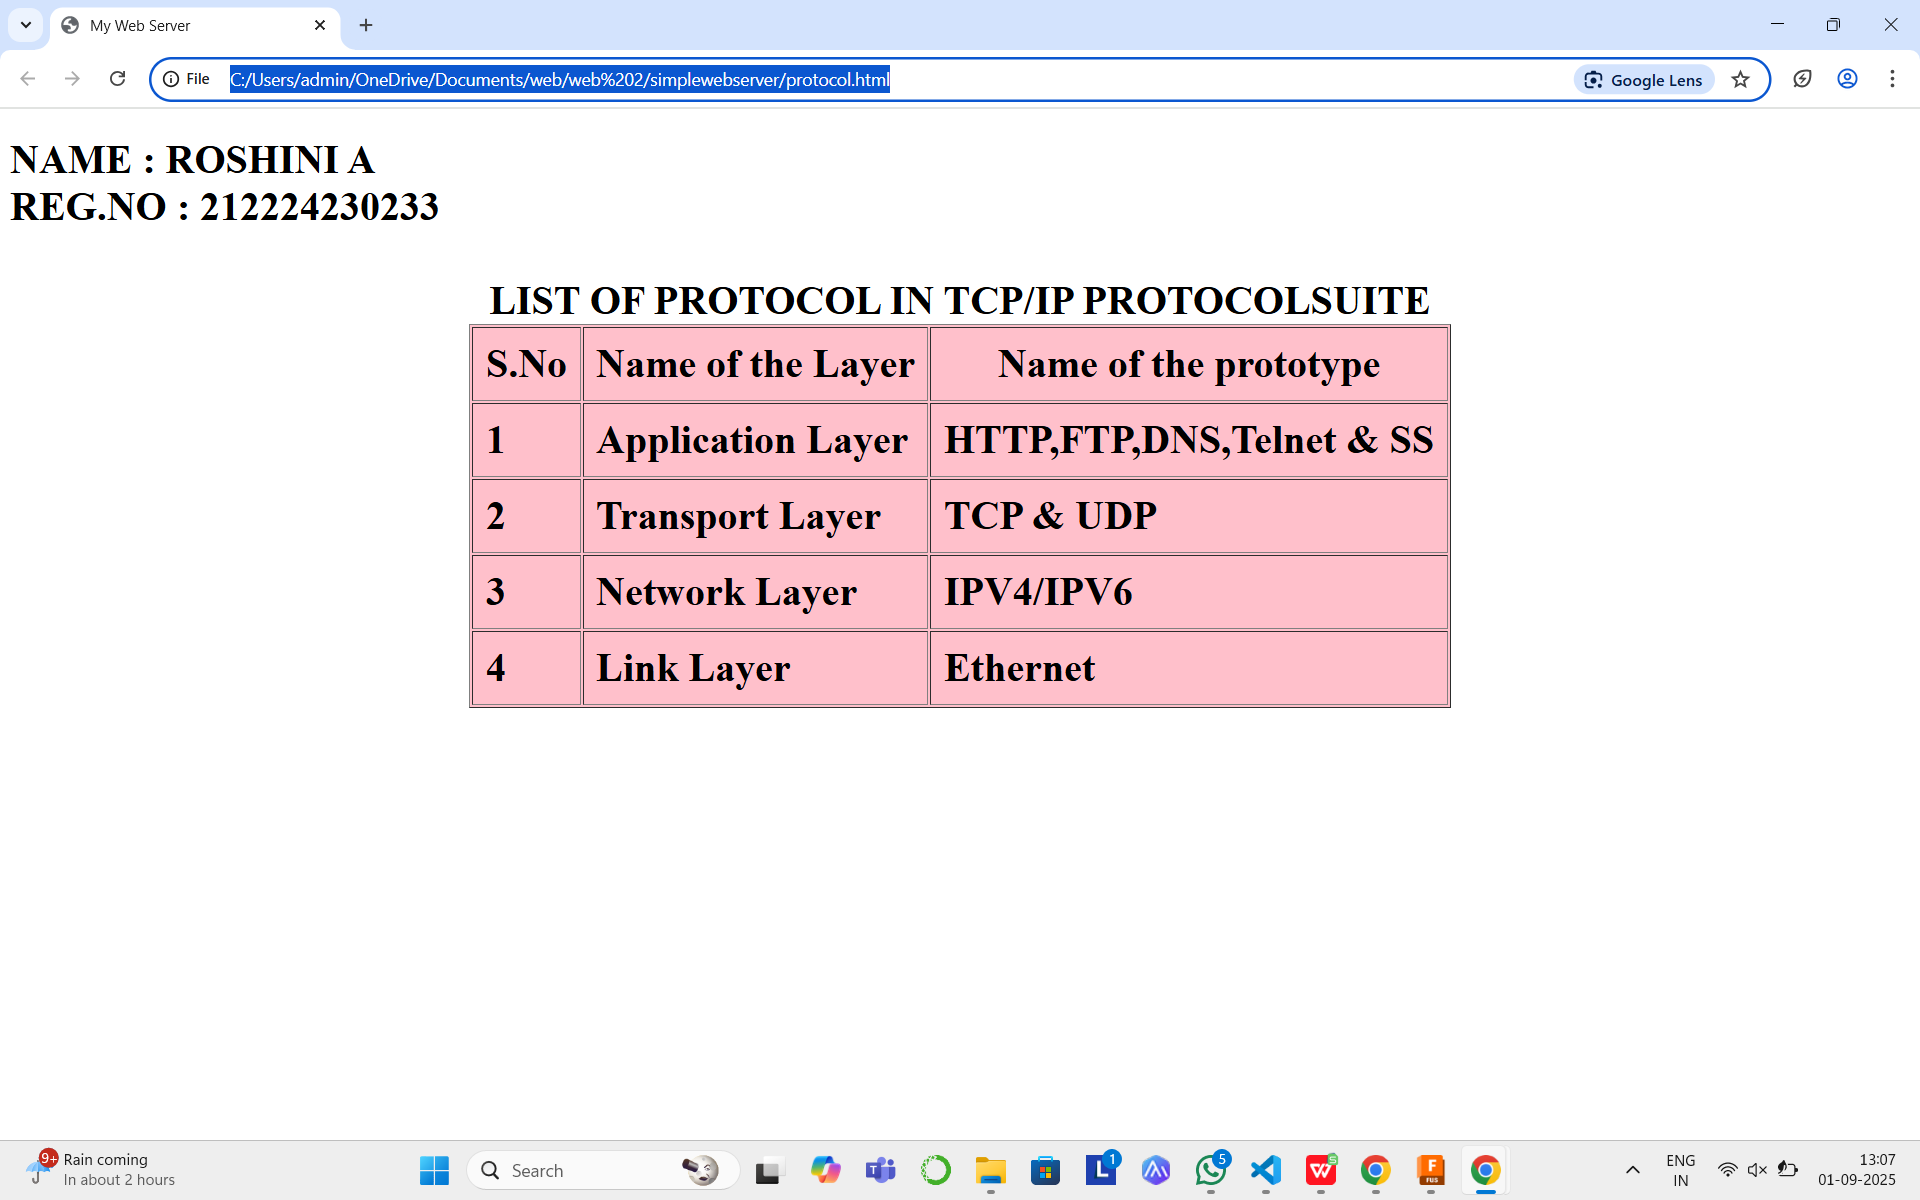 My Web Server
File C:/Users/admin/OneDrive/Documents/web/web%202/simplewebserver/protocol.html Google Lens
NAME : ROSHINI A
REG.NO : 212224230233
LIST OF PROTOCOL IN TCP/IP PROTOCOLSUITE
S.No Name of the Layer Name of the prototype
1 Application Layer HTTP,FTP,DNS,Telnet & SS
2 Transport Layer TCP & UDP
3 Network Layer IPV4/IPV6
4 Link Layer Ethernet
9+ Rain coming
In about 2 hours
Search
L 1
5
W S
F
FUS
ENG
IN
13:07
01-09-2025